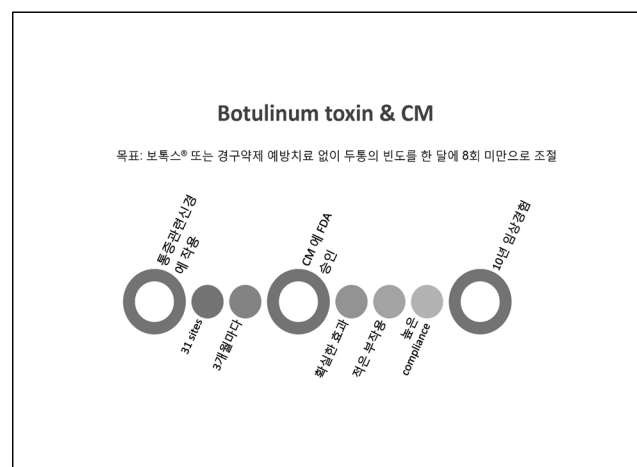 Botulinum toxin & CM
목표: 보톡스® 또는 경구약제 예방치료 없이 두통의 빈도를 한 달에 8회 미만으로 조절
통증관련신경
에 작용
31 sites
3개월마다
CM 에 FDA
승인
확실한 효과
적은 부작용
높은
compliance
10년 임상경험